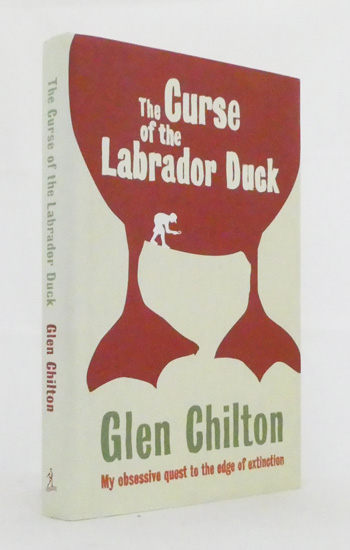 The Curse
of the
Labrador Duck
Glen Chilton
My obsessive quest to the edge of extinction
The Curse of the Labrador Duck Glen Chilton